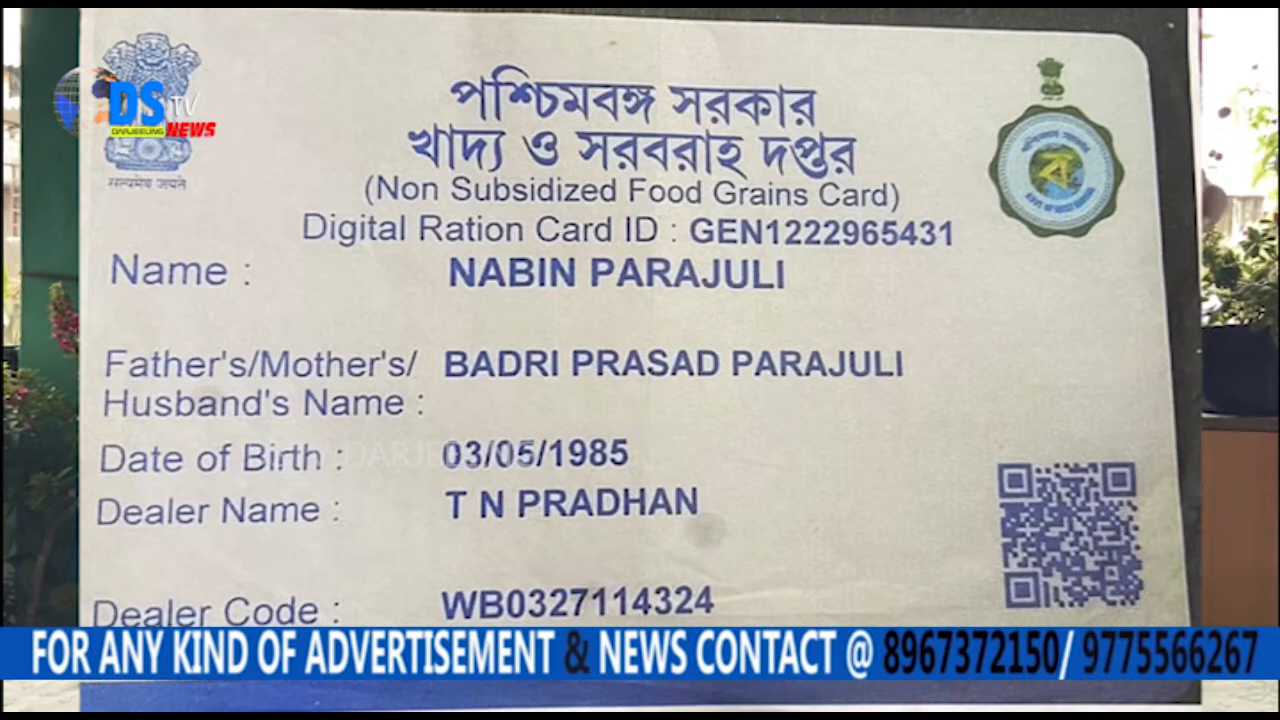 DS TV
DARJEELING NEWS
सत्यमेव जयते
পশ্চিমবঙ্গ সরকার
খাদ্য ও সরবরাহ দপ্তর
(Non Subsidized Food Grains Card)
Digital Ration Card ID : GEN1222965431
Name : NABIN PARAJULI
Father's/Mother's/ BADRI PRASAD PARAJULI
Husband's Name :
Date of Birth : 03/05/1985
Dealer Name : T N PRADHAN
Dealer Code : WB0327114324
FOR ANY KIND OF ADVERTISEMENT & NEWS CONTACT @ 8967372150/ 9775566267